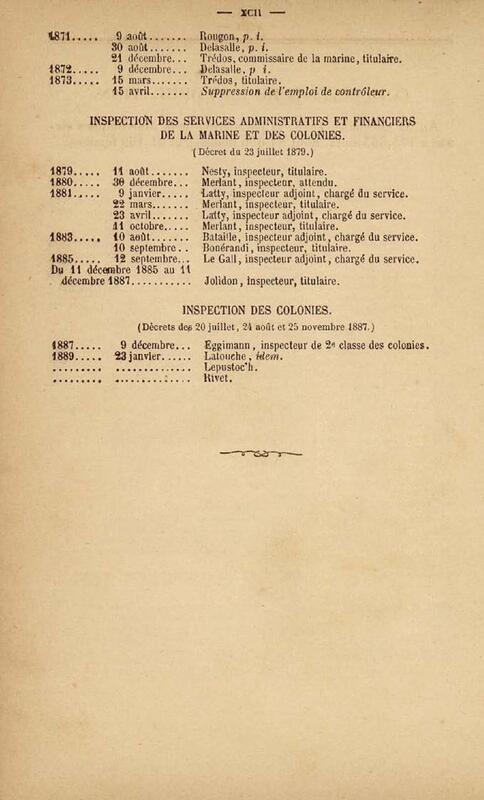 — XCII —
1871..... 9 août....... Rougon, p. i.
30 août....... Delasalle, p. i.
21 décembre... Trédos, commissaire de la marine, titulaire.
1872..... 9 décembre... Delasalle, p i.
1873..... 15 mars....... Trédos, titulaire.
15 avril....... Suppression de l'emploi de contrôleur.
INSPECTION DES SERVICES ADMINISTRATIFS ET FINANCIERS
DE LA MARINE ET DES COLONIES.
(Décret du 23 juillet 1879.)
1879..... 11 août....... Nesty, inspecteur, titulaire.
1880..... 30 décembre... Merlant, inspecteur, attendu.
1881..... 9 janvier..... Latty, inspecteur adjoint, chargé du service.
22 mars....... Merlant, inspecteur, titulaire.
23 avril....... Latty, inspecteur adjoint, chargé du service.
11 octobre..... Merlant, inspecteur, titulaire.
1883..... 10 août....... Bataille, inspecteur adjoint, chargé du service.
10 septembre.. Bonérandi, inspecteur, titulaire.
1885..... 12 septembre... Le Gall, inspecteur adjoint, chargé du service.
Du 11 décembre 1885 au 11
décembre 1887........... Jolidon, inspecteur, titulaire.
INSPECTION DES COLONIES.
(Décrets des 20 juillet, 24 août et 25 novembre 1887.)
1887..... 9 décembre... Eggimann, inspecteur de 2e classe des colonies.
1889..... 23 janvier...... Latouche, idem.
......... .............. Lepustoc'h.
......... .............. Rivet.